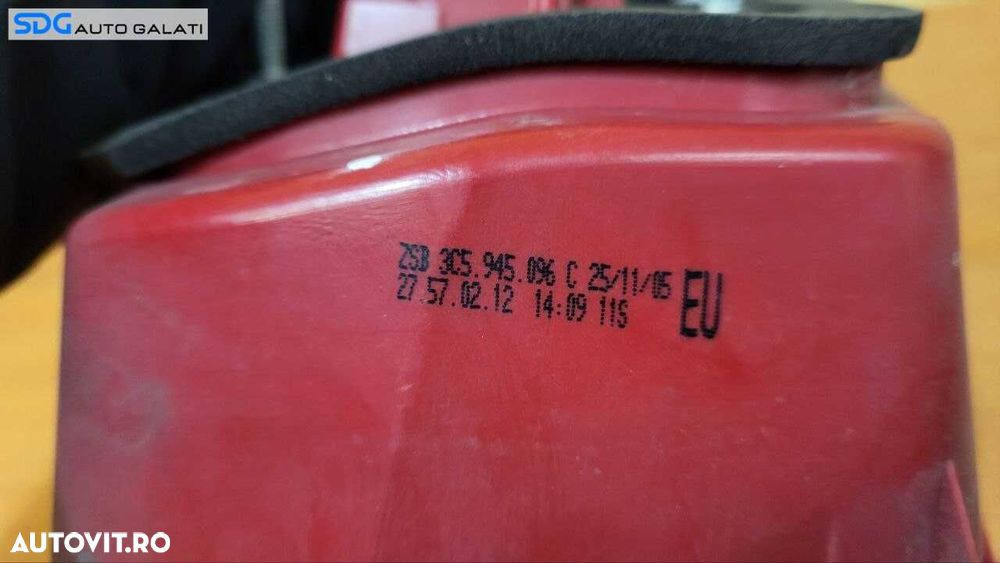 SDG AUTO GALATI
ZSB 3C5.945.096 C 25/11/05 EU
27.57.02.12 14:09 11S
AUTOVIT.RO